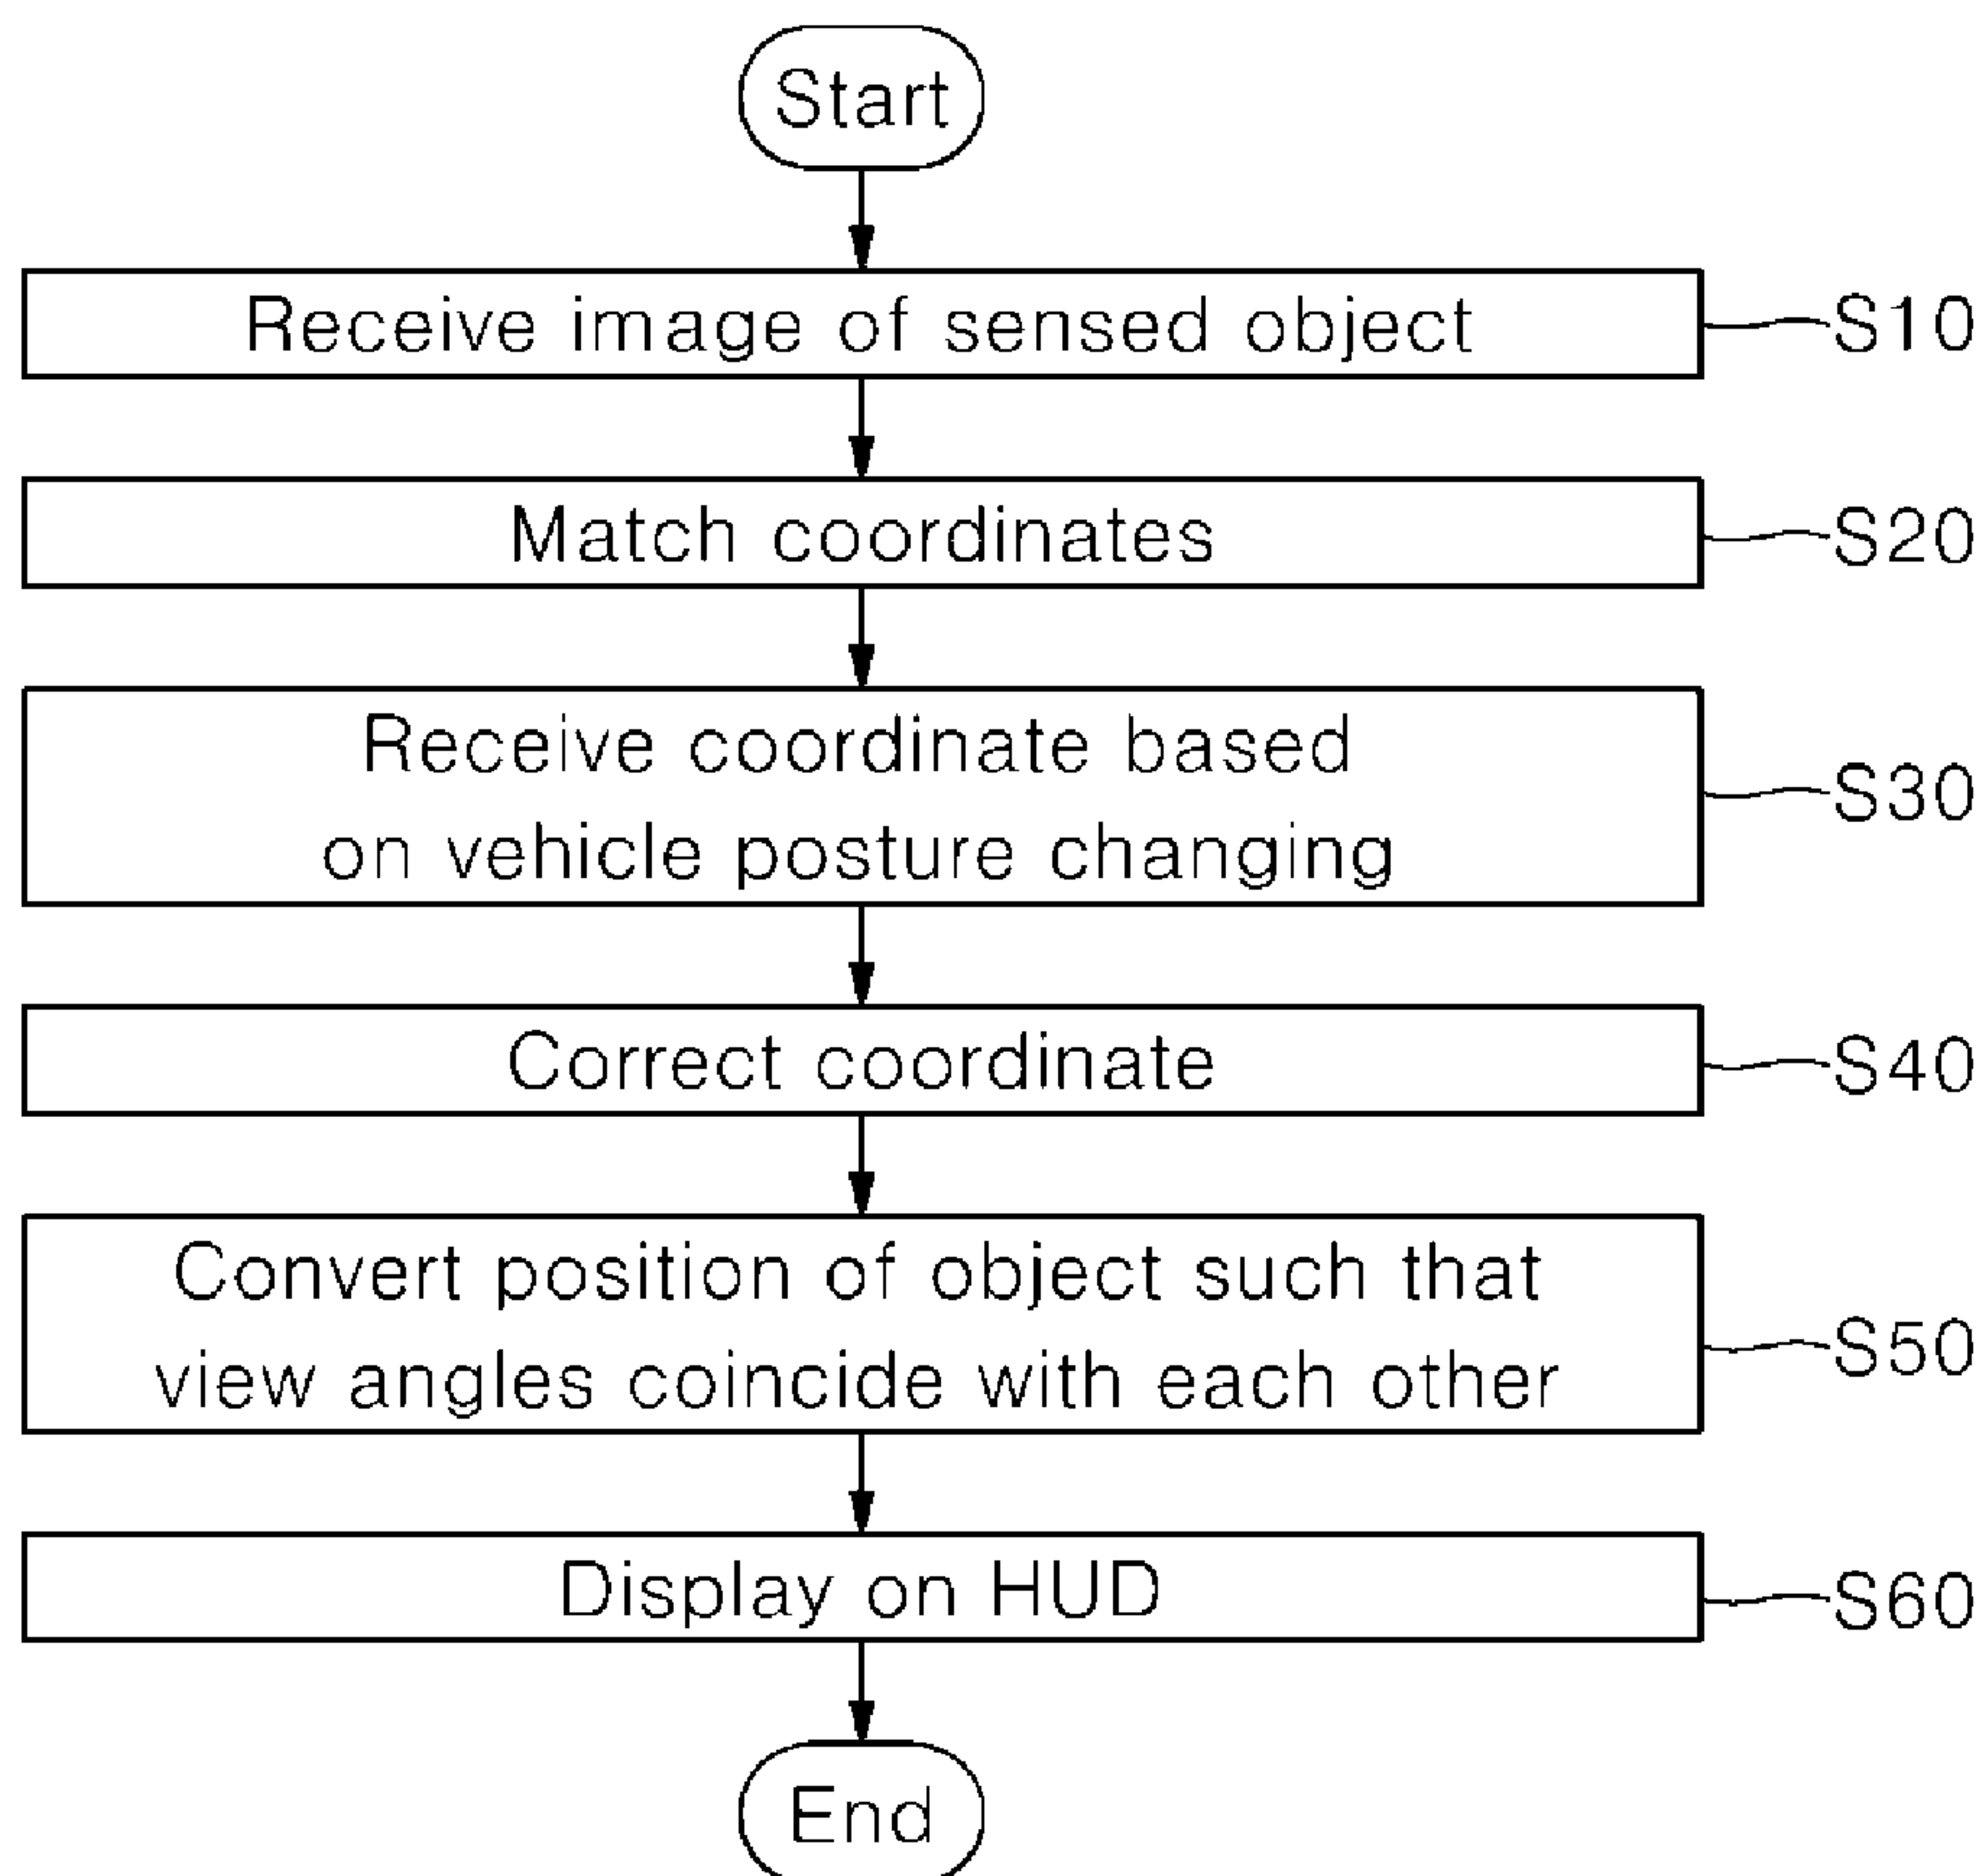 Start
Receive image of sensed object
S10
Match coordinates
S20
Receive coordinate based
on vehicle posture changing
S30
Correct coordinate
S40
Convert position of object such that
view angles coincide with each other
S50
Display on HUD
S60
End